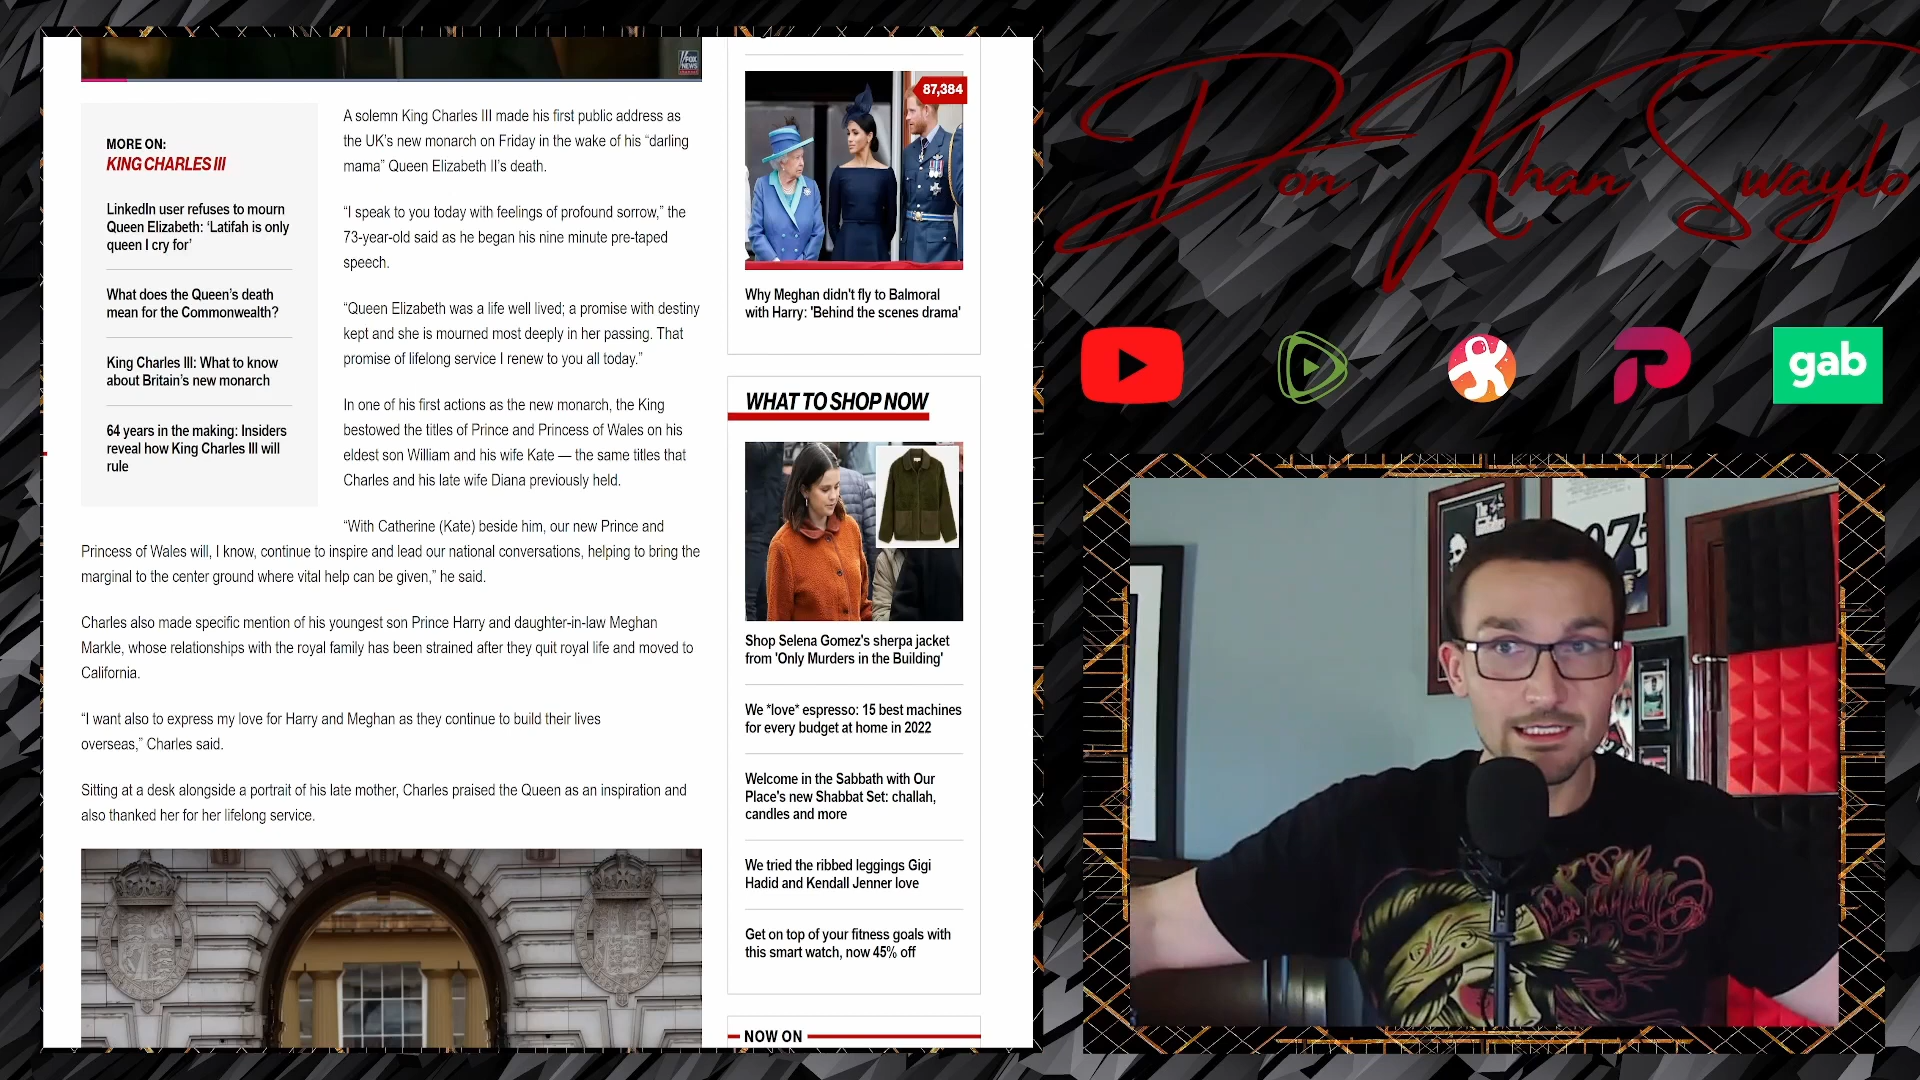 FOX
NEWS
MORE ON:
KING CHARLES III
LinkedIn user refuses to mourn
Queen Elizabeth: ‘Latifah is only
queen I cry for’
What does the Queen’s death
mean for the Commonwealth?
King Charles III: What to know
about Britain’s new monarch
64 years in the making: Insiders
reveal how King Charles III will
rule
A solemn King Charles III made his first public address as
the UK’s new monarch on Friday in the wake of his “darling
mama” Queen Elizabeth II’s death.
“I speak to you today with feelings of profound sorrow,” the
73-year-old said as he began his nine minute pre-taped
speech.
“Queen Elizabeth was a life well lived; a promise with destiny
kept and she is mourned most deeply in her passing. That
promise of lifelong service I renew to you all today.”
In one of his first actions as the new monarch, the King
bestowed the titles of Prince and Princess of Wales on his
eldest son William and his wife Kate — the same titles that
Charles and his late wife Diana previously held.
“With Catherine (Kate) beside him, our new Prince and
Princess of Wales will, I know, continue to inspire and lead our national conversations, helping to bring the
marginal to the center ground where vital help can be given,” he said.
Charles also made specific mention of his youngest son Prince Harry and daughter-in-law Meghan
Markle, whose relationships with the royal family has been strained after they quit royal life and moved to
California.
“I want also to express my love for Harry and Meghan as they continue to build their lives
overseas,” Charles said.
Sitting at a desk alongside a portrait of his late mother, Charles praised the Queen as an inspiration and
also thanked her for her lifelong service.
87,384
Why Meghan didn't fly to Balmoral
with Harry: 'Behind the scenes drama'
WHAT TO SHOP NOW
Shop Selena Gomez's sherpa jacket
from 'Only Murders in the Building'
We *love* espresso: 15 best machines
for every budget at home in 2022
Welcome in the Sabbath with Our
Place's new Shabbat Set: challah,
candles and more
We tried the ribbed leggings Gigi
Hadid and Kendall Jenner love
Get on top of your fitness goals with
this smart watch, now 45% off
NOW ON
Don Khan Swaylo
gab